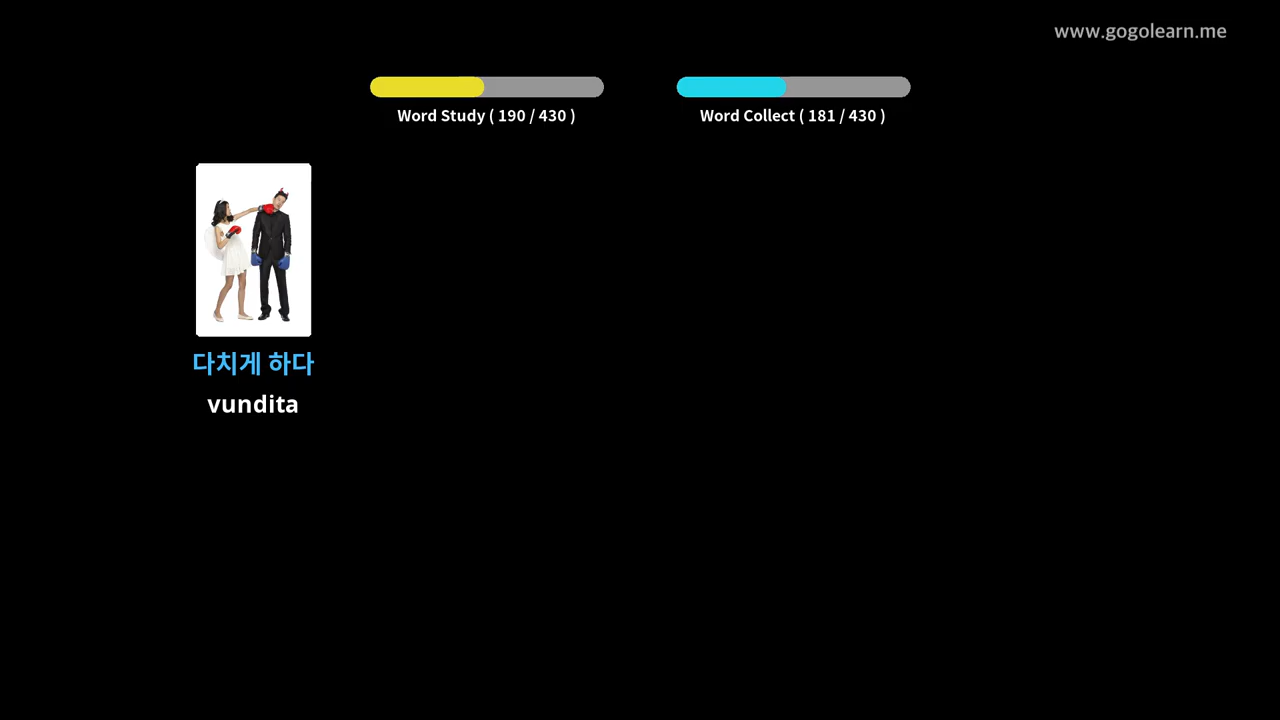 www.gogolearn.me
Word Study ( 190 / 430 )
Word Collect ( 181 / 430 )
다치게 하다
vundita